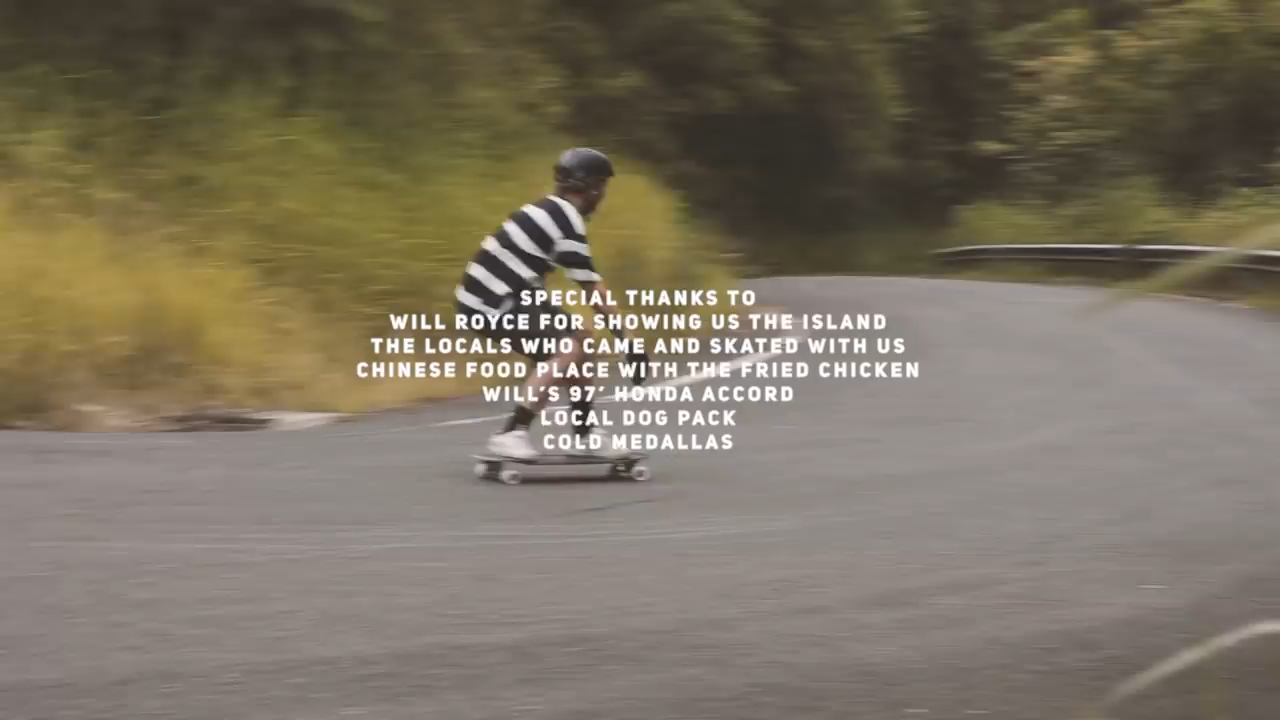 SPECIAL THANKS TO
WILL ROYCE FOR SHOWING US THE ISLAND
THE LOCALS WHO CAME AND SKATED WITH US
CHINESE FOOD PLACE WITH THE FRIED CHICKEN
WILL'S 97' HONDA ACCORD
LOCAL DOG PACK
COLD MEDALLAS